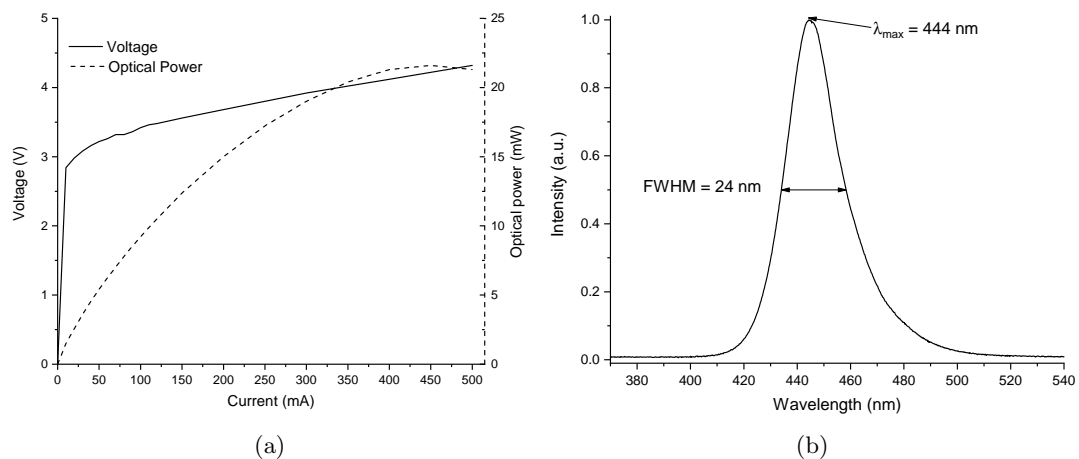 Voltage
Optical Power
Voltage (V)
5
4
3
2
1
0
Optical power (mW)
25
20
15
10
5
0
0 50 100 150 200 250 300 350 400 450 500
Current (mA)
(a)
λmax = 444 nm
FWHM = 24 nm
Intensity (a.u.)
1.0
0.8
0.6
0.4
0.2
0.0
380 400 420 440 460 480 500 520 540
Wavelength (nm)
(b)